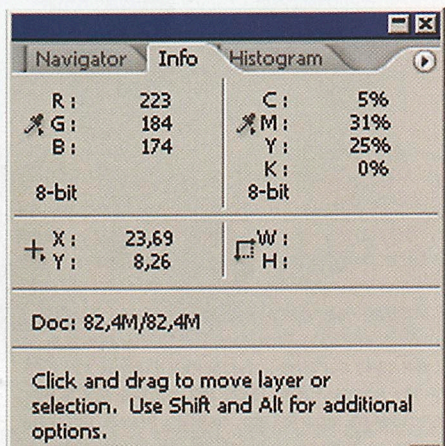 Navigator Info Histogram
R: 223 C: 5%
G: 184 M: 31%
B: 174 Y: 25%
K: 0%
8-bit 8-bit
X: 23,69 W:
Y: 8,26 H:
Doc: 82,4M/82,4M
Click and drag to move layer or
selection. Use Shift and Alt for additional
options.